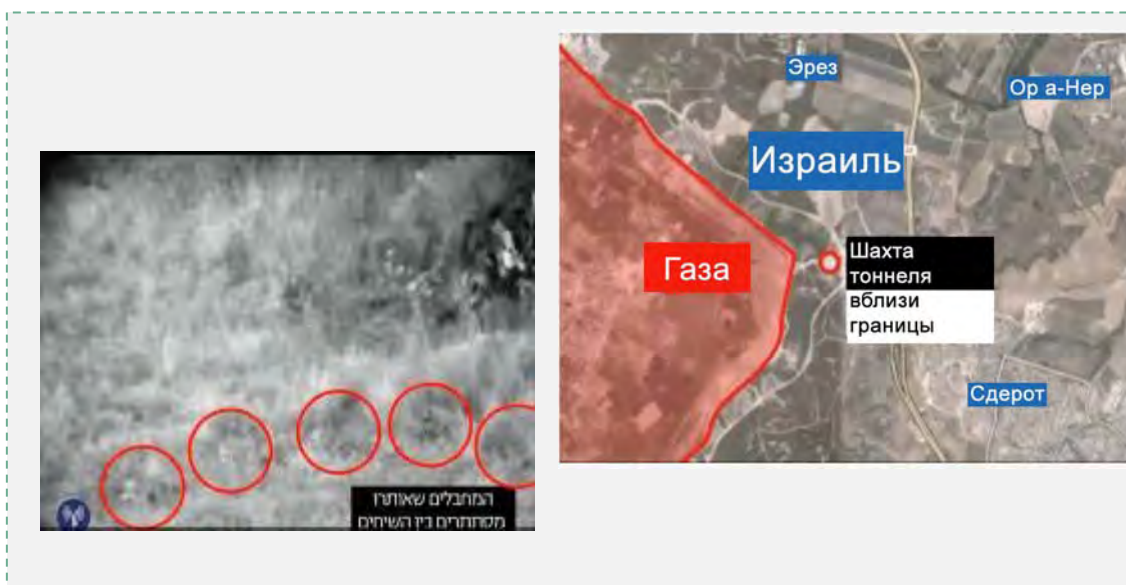 המחבלים שאותרו
מסתתרים בין השיחים
Эрез
Ор а-Нер
Израиль
Газа
Шахта
тоннеля
вблизи
границы
Сдерот